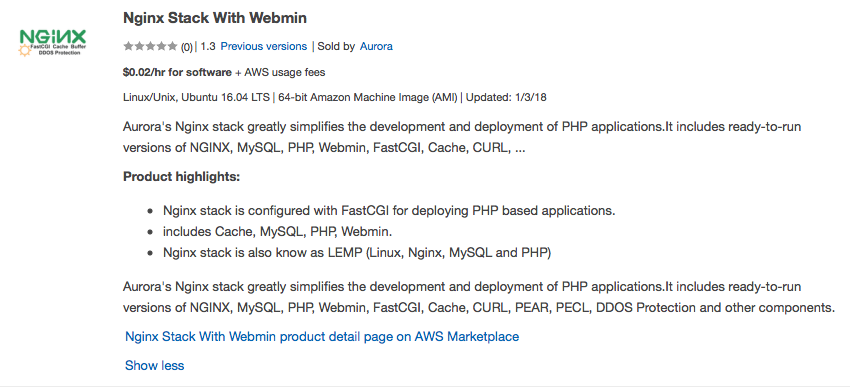 Nginx Stack With Webmin
NGINX
FastCGI Cache Buffer
DDOS Protection
(0) | 1.3 Previous versions | Sold by Aurora
$0.02/hr for software + AWS usage fees
Linux/Unix, Ubuntu 16.04 LTS | 64-bit Amazon Machine Image (AMI) | Updated: 1/3/18
Aurora's Nginx stack greatly simplifies the development and deployment of PHP applications.It includes ready-to-run
versions of NGINX, MySQL, PHP, Webmin, FastCGI, Cache, CURL, ...
Product highlights:
• Nginx stack is configured with FastCGI for deploying PHP based applications.
• includes Cache, MySQL, PHP, Webmin.
• Nginx stack is also know as LEMP (Linux, Nginx, MySQL and PHP)
Aurora's Nginx stack greatly simplifies the development and deployment of PHP applications.It includes ready-to-run
versions of NGINX, MySQL, PHP, Webmin, FastCGI, Cache, CURL, PEAR, PECL, DDOS Protection and other components.
Nginx Stack With Webmin product detail page on AWS Marketplace
Show less